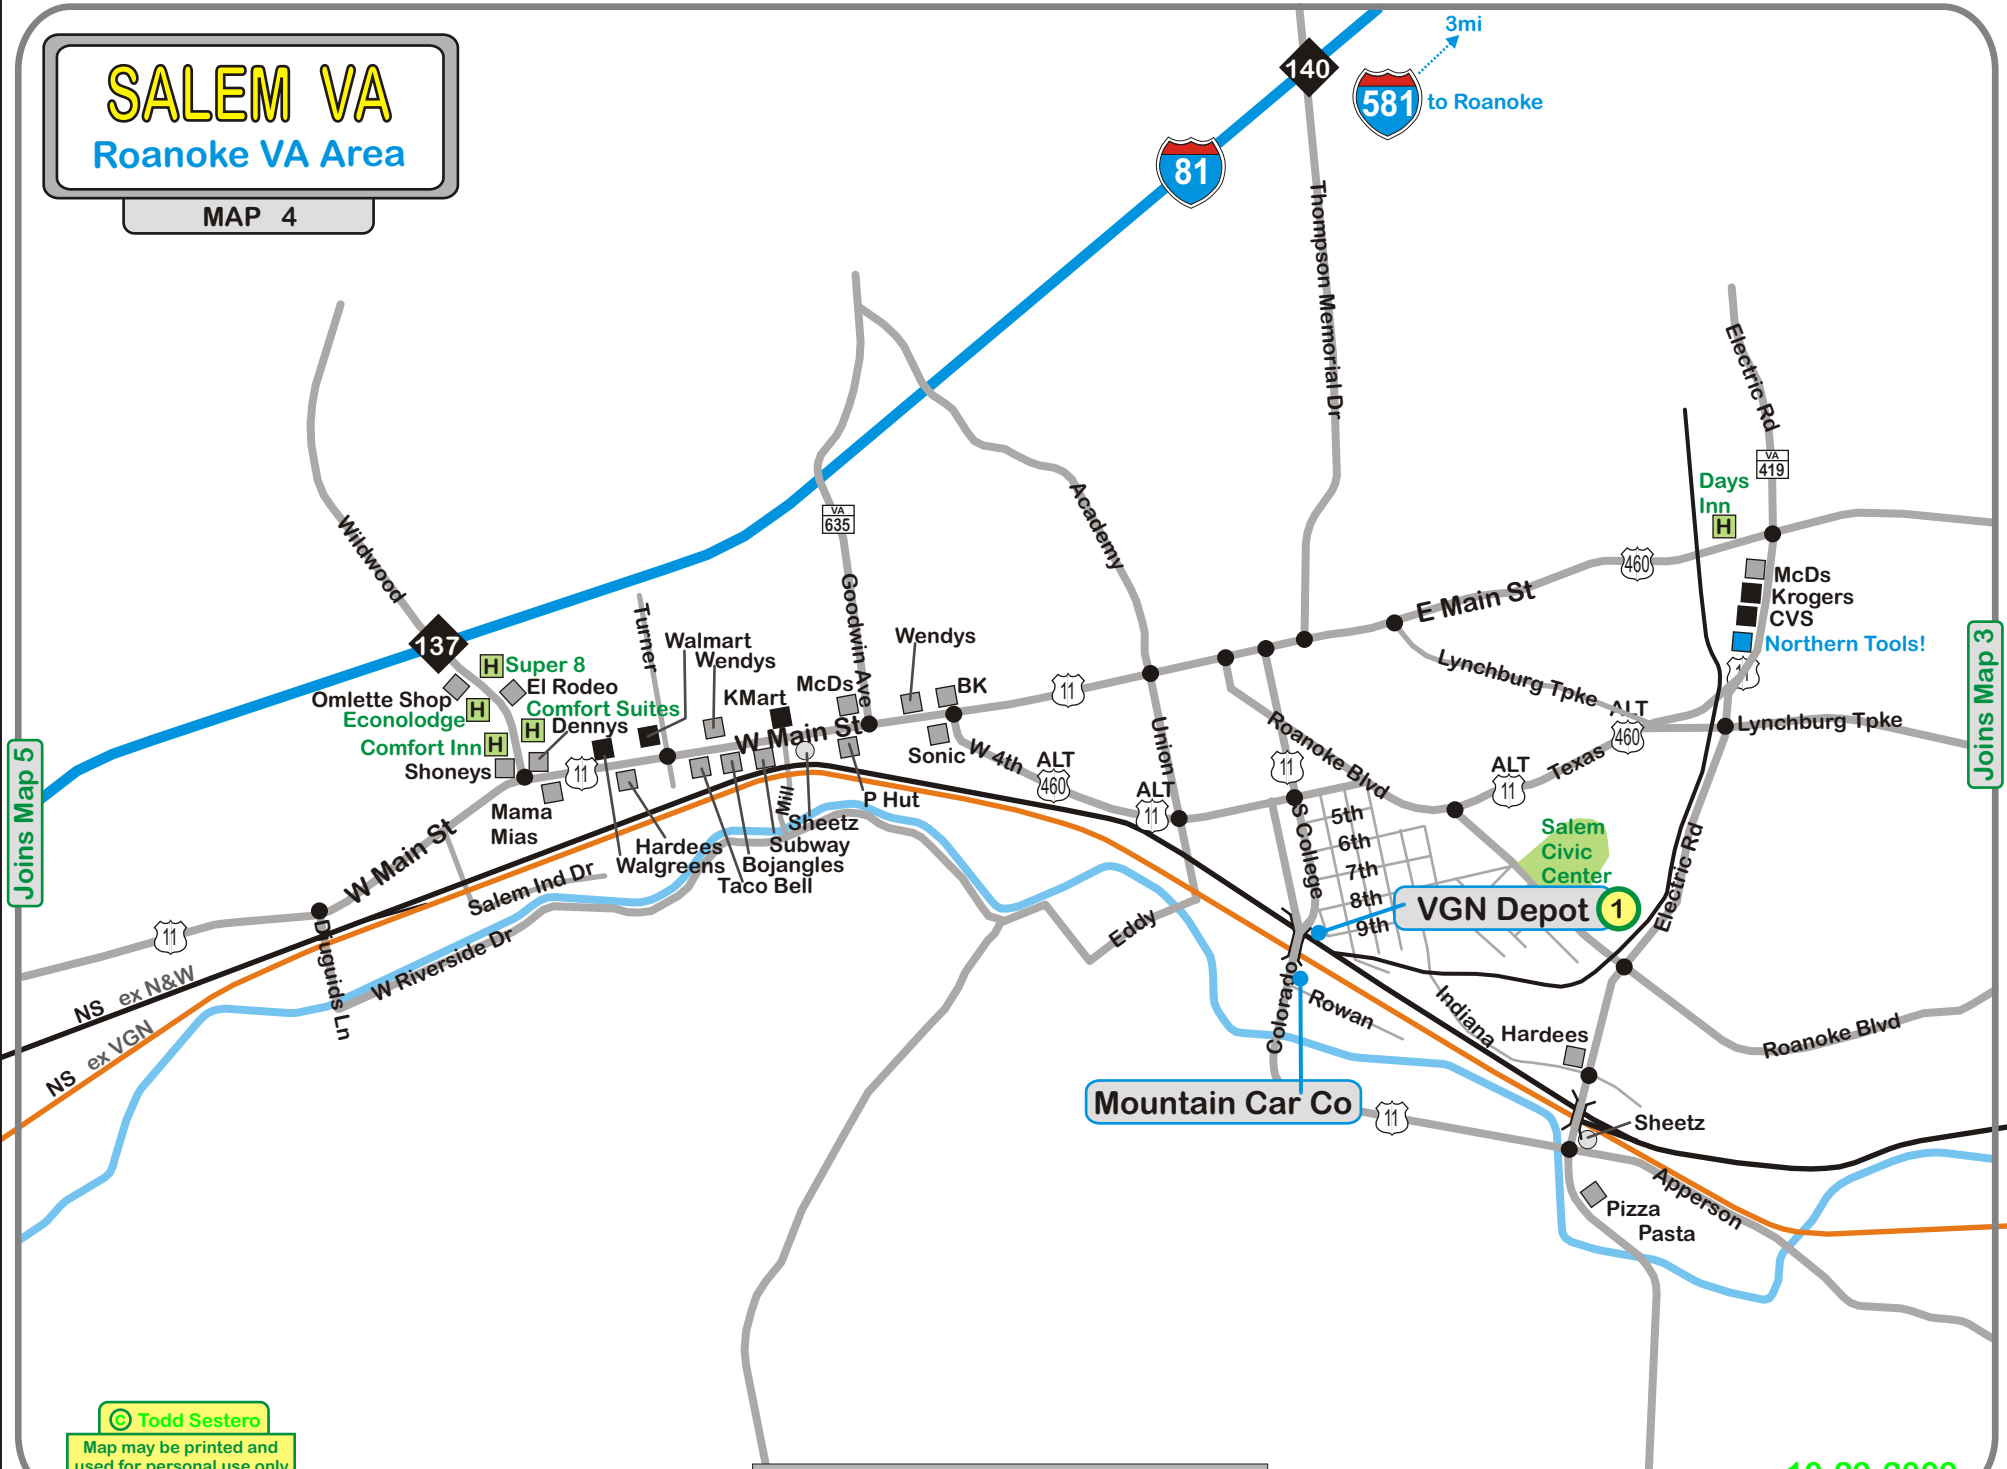 SALEM VA
Roanoke VA Area
MAP 4
140
3mi
581
to Roanoke
81
Thompson Memorial Dr
Electric Rd
VA
419
Days
Inn
H
McDs
Krogers
CVS
Northern Tools!
11
460
E Main St
Lynchburg Tpke
ALT
460
Lynchburg Tpke
Joins Map 3
Wildwood
137
VA
635
Goodwin Ave
Academy
Turner
Walmart
Wendys
KMart
McDs
Wendys
BK
11
H
Super 8
El Rodeo
Omlette Shop
Econolodge
H
Comfort Suites
H
Dennys
Comfort Inn
H
Shoneys
11
W Main St
Sonic
W 4th
ALT
460
Union
ALT
11
Roanoke Blvd
11
S College
ALT
11
Texas
Mama
Mias
Mill
P Hut
Sheetz
Subway
Hardees
Bojangles
Walgreens
Taco Bell
5th
6th
7th
8th
9th
Salem
Civic
Center
VGN Depot
1
Electric Rd
Joins Map 5
W Main St
Salem Ind Dr
11
Diuguids Ln
W Riverside Dr
Eddy
NS ex N&W
NS ex VGN
Colorado
Rowan
Indiana
Hardees
Roanoke Blvd
Mountain Car Co
11
Sheetz
Apperson
Pizza
Pasta
© Todd Sestero
Map may be printed and
used for personal use only